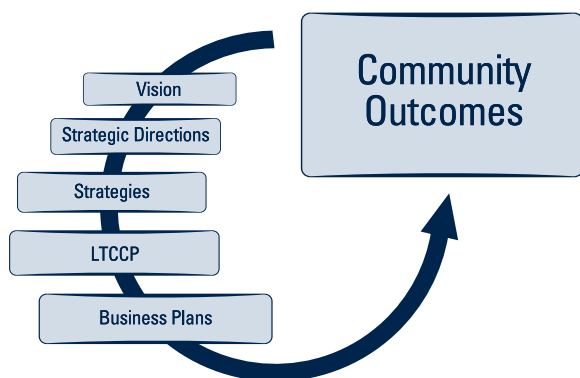 Community
Outcomes
Vision
Strategic Directions
Strategies
LTCCP
Business Plans